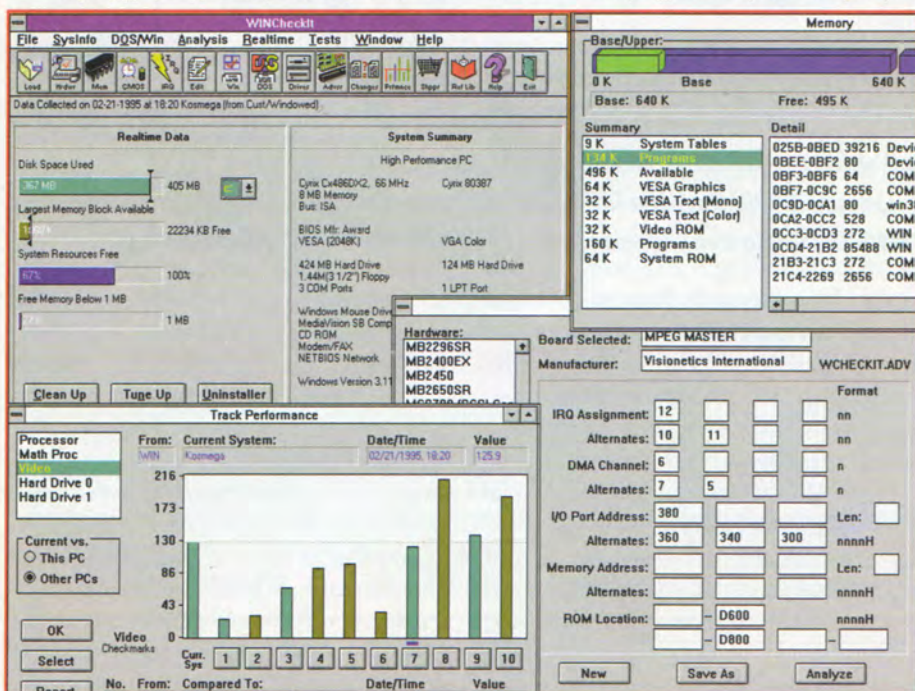 WINCheckIt
File SysInfo DOS/Win Analysis Realtime Tests Window Help
Load Mem CMOS IRQ Edit Win DOS Driver Advsr Changes Shppr Ref Lib Help Exit
Data Collected on 02-21-1995 at 18:20 Kosmega (from Cust/Windowed)
Realtime Data
Disk Space Used
362 MB 405 MB
Largest Memory Block Available
22234 KB Free
System Resources Free
67% 100%
Free Memory Below 1 MB
1 MB
Clean Up Tune Up Uninstaller
System Summary
High Perfomance PC
Cyrix Cx486DX2, 66 MHz Cyrix 80387
8 MB Memory
Bus: ISA
BIOS Mfr: Award
VESA (2048K) VGA Color
424 MB Hard Drive 124 MB Hard Drive
1.44M(3 1/2") Floppy
3 COM Ports 1 LPT Port
Windows Mouse Drive
MediaVision SB Comp
CD ROM
Modem/FAX
NETBIOS Network
Windows Version 3.11
Memory
Base/Upper:
0 K Base 640 K
Base: 640 K Free: 495 K
Summary
9 K System Tables
134 K Programs
496 K Available
64 K VESA Graphics
32 K VESA Text (Mono)
32 K VESA Text (Color)
32 K Video ROM
160 K Programs
64 K System ROM
Detail
025B-0BED 39216 Devi
0BEE-0BF2 80 Devi
0BF3-0BF6 64 COM
0BF7-0C9C 2656 COM
0C9D-0CA1 80 win3
0CA2-0CC2 528 COM
0CC3-0CD3 272 WIN
0CD4-21B2 85488 WIN
21B3-21C3 272 COM
21C4-2269 2656 COM
Hardware:
MB2296SR
MB2400EX
MB2450
MB2650SR
Board Selected: MPEG MASTER
Manufacturer: Visionetics International WCHECKIT.ADV
Format
IRQ Assignment: 12 nn
Alternates: 10 11 nn
DMA Channel: 6 n
Alternates: 7 5 n
I/O Port Address: 380 Len:
Alternates: 360 340 300 nnnnH
Memory Address: Len:
Alternates: nnnnH
ROM Location: - D600 nnnnH
- D800 -
New Save As Analyze
Track Performance
Processor
Math Proc
Video
Hard Drive 0
Hard Drive 1
Current vs.
This PC
Other PCs
OK
Select
Report
From: Current System: Date/Time Value
WIN Kosmega 02/21/1995, 18:20 125.9
216
173
130
86
43
0
Video
Checkmarks
Curr. Sys 1 2 3 4 5 6 7 8 9 10
No. From: Compared To: Date/Time Value